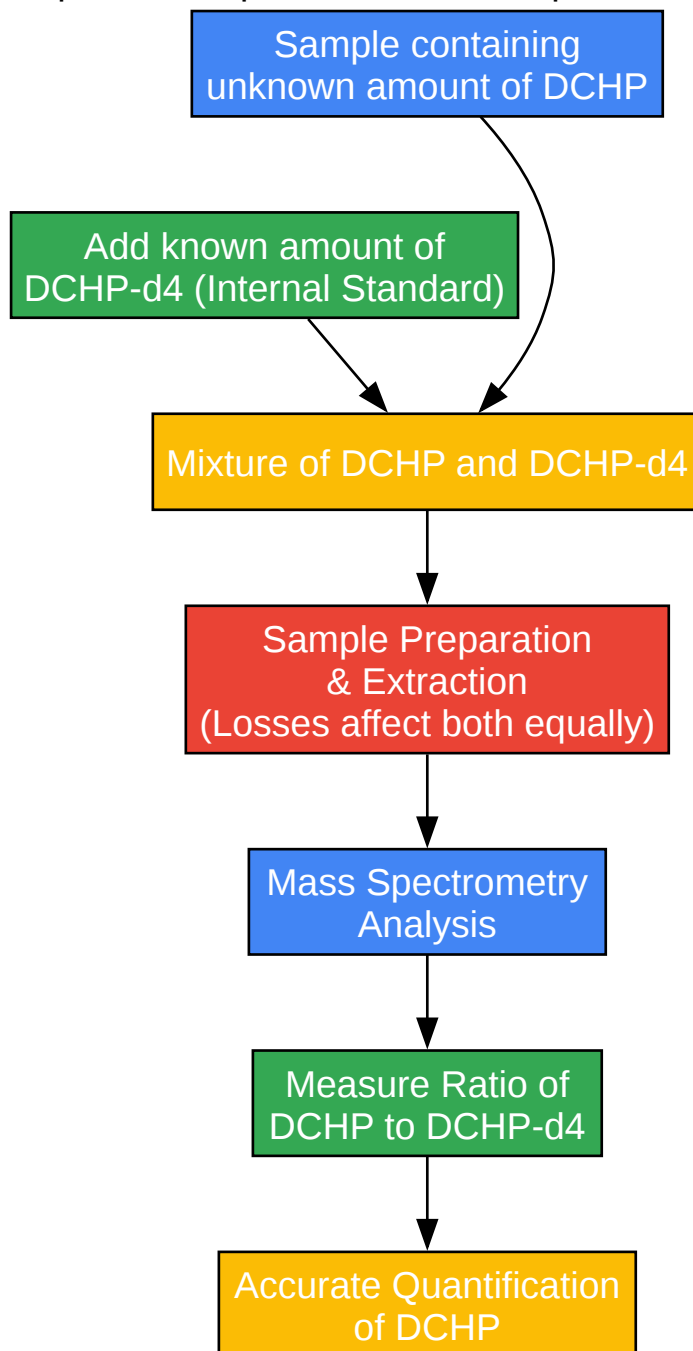 Sample containing
unknown amount of DCHP
Add known amount of
DCHP-d4 (Internal Standard)
Mixture of DCHP and DCHP-d4
Sample Preparation
& Extraction
(Losses affect both equally)
Mass Spectrometry
Analysis
Measure Ratio of
DCHP to DCHP-d4
Accurate Quantification
of DCHP